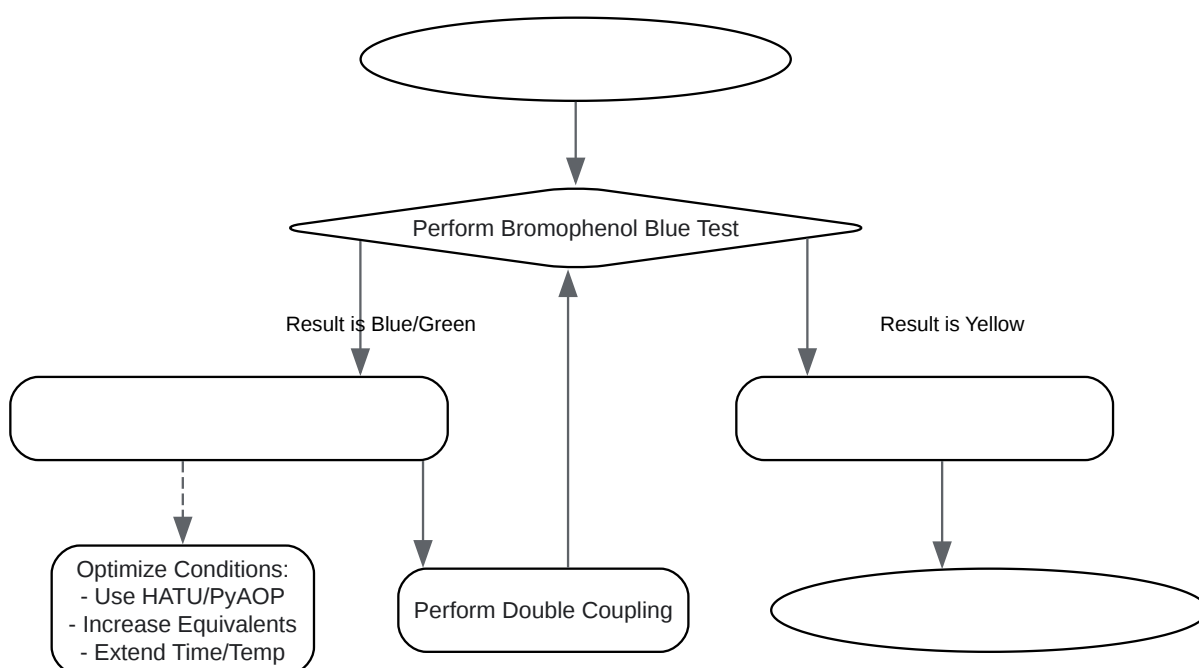 Perform Bromophenol Blue Test
Result is Blue/Green
Result is Yellow
Optimize Conditions:
- Use HATU/PyAOP
- Increase Equivalents
- Extend Time/Temp
Perform Double Coupling